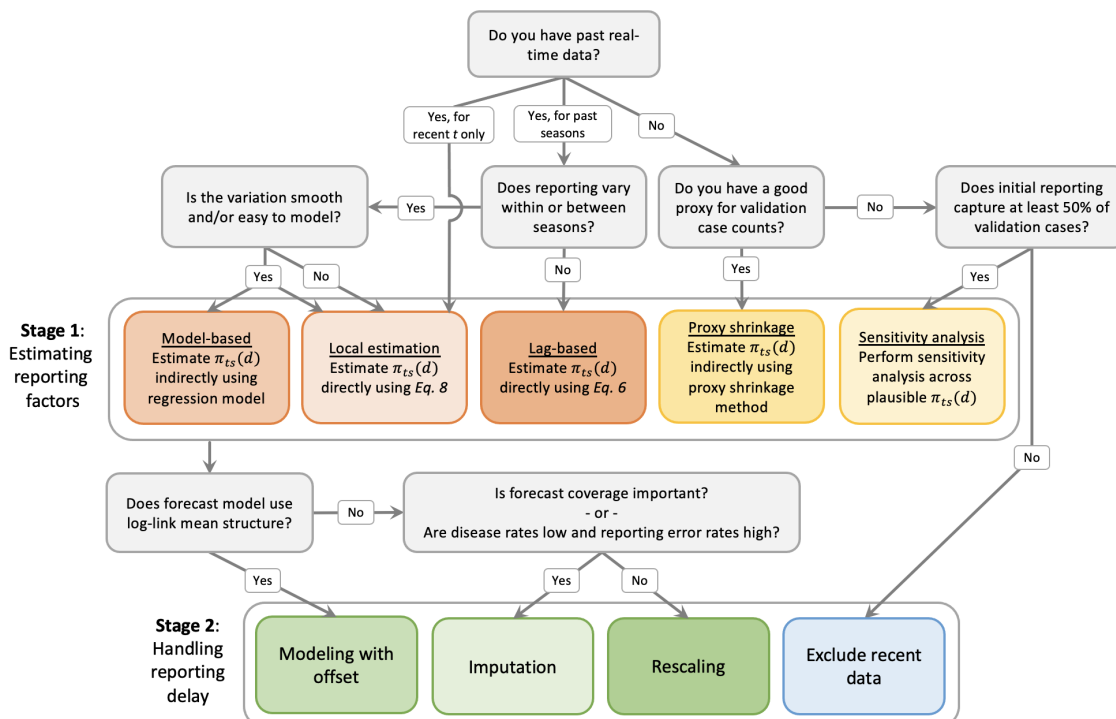 Do you have past real-
time data?
Yes, for
recent t only
Yes, for past
seasons
No
Is the variation smooth
and/or easy to model?
Yes
Does reporting vary
within or between
seasons?
Do you have a good
proxy for validation
case counts?
No
Does initial reporting
capture at least 50% of
validation cases?
Yes
No
No
Yes
Yes
Stage 1:
Estimating
reporting
factors
Model-based
Estimate π_ts(d)
indirectly using
regression model
Local estimation
Estimate π_ts(d)
directly using Eq. 8
Lag-based
Estimate π_ts(d)
directly using Eq. 6
Proxy shrinkage
Estimate π_ts(d)
indirectly using
proxy shrinkage
method
Sensitivity analysis
Perform sensitivity
analysis across
plausible π_ts(d)
No
Does forecast model use
log-link mean structure?
No
Is forecast coverage important?
- or -
Are disease rates low and reporting error rates high?
Yes
Yes
No
Stage 2:
Handling
reporting
delay
Modeling with
offset
Imputation
Rescaling
Exclude recent
data